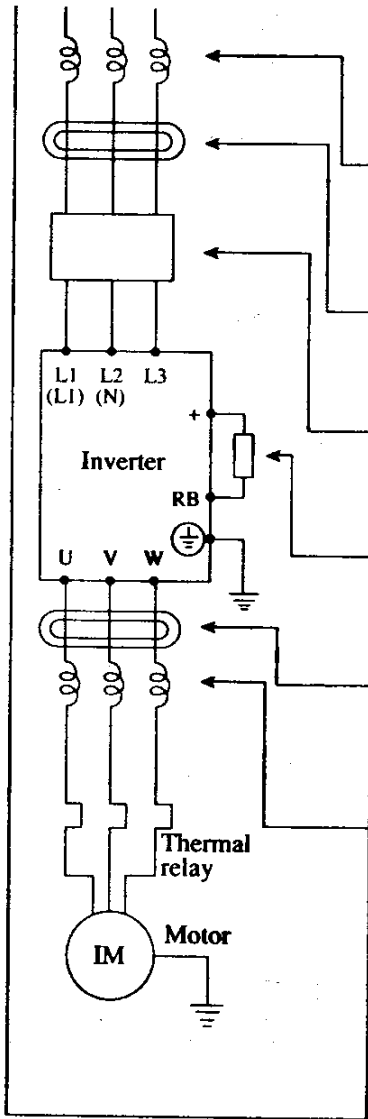 L1 L2 L3
(L1) (N)
+
Inverter
RB
U V W
Thermal
relay
IM
Motor